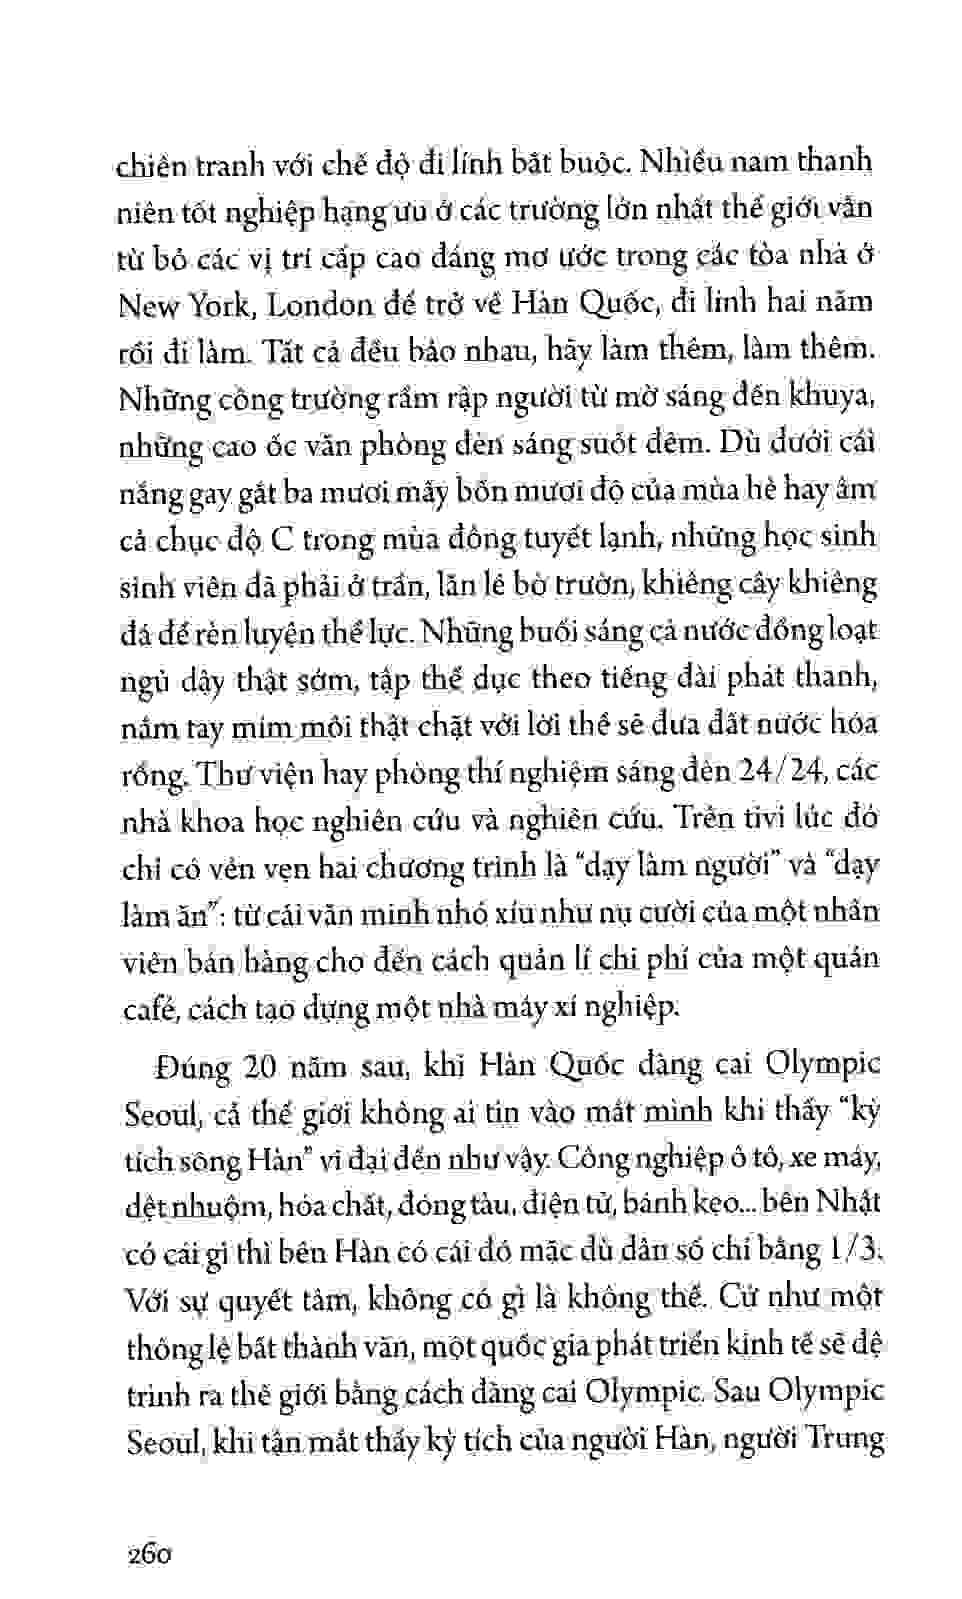 chiến tranh với chế độ đi lính bắt buộc. Nhiều nam thanh
niên tốt nghiệp hạng ưu ở các trường lớn nhất thế giới vẫn
từ bỏ các vị trí cấp cao đáng mơ ước trong các tòa nhà ở
New York, London để trở về Hàn Quốc, đi lính hai năm
rồi đi làm. Tất cả đều bảo nhau, hãy làm thêm, làm thêm.
Những công trường rầm rập người từ mờ sáng đến khuya,
những cao ốc văn phòng đèn sáng suốt đêm. Dù dưới cái
nắng gay gắt ba mươi mấy bốn mươi độ của mùa hè hay âm
cả chục độ C trong mùa đông tuyết lạnh, những học sinh
sinh viên đã phải ở trần, lăn lê bò trườn, khiêng cây khiêng
đá để rèn luyện thể lực. Những buổi sáng cả nước đồng loạt
ngủ dậy thật sớm, tập thể dục theo tiếng đài phát thanh,
nắm tay mím môi thật chặt với lời thề sẽ đưa đất nước hóa
rồng. Thư viện hay phòng thí nghiệm sáng đèn 24/24, các
nhà khoa học nghiên cứu và nghiên cứu. Trên tivi lúc đó
chỉ có vẻn vẹn hai chương trình là “dạy làm người” và “dạy
làm ăn”: từ cái văn minh nhỏ xíu như nụ cười của một nhân
viên bán hàng cho đến cách quản lí chi phí của một quán
café, cách tạo dựng một nhà máy xí nghiệp.
Đúng 20 năm sau, khi Hàn Quốc đăng cai Olympic
Seoul, cả thế giới không ai tin vào mắt mình khi thấy “kỳ
tích sông Hàn” vĩ đại đến như vậy. Công nghiệp ô tô, xe máy,
dệt nhuộm, hóa chất, đóng tàu, điện tử, bánh kẹo... bên Nhật
có cái gì thì bên Hàn có cái đó mặc dù dân số chỉ bằng 1/3.
Với sự quyết tâm, không có gì là không thể. Cứ như một
thông lệ bất thành văn, một quốc gia phát triển kinh tế sẽ đệ
trình ra thế giới bằng cách đăng cai Olympic. Sau Olympic
Seoul, khi tận mắt thấy kỳ tích của người Hàn, người Trung
260